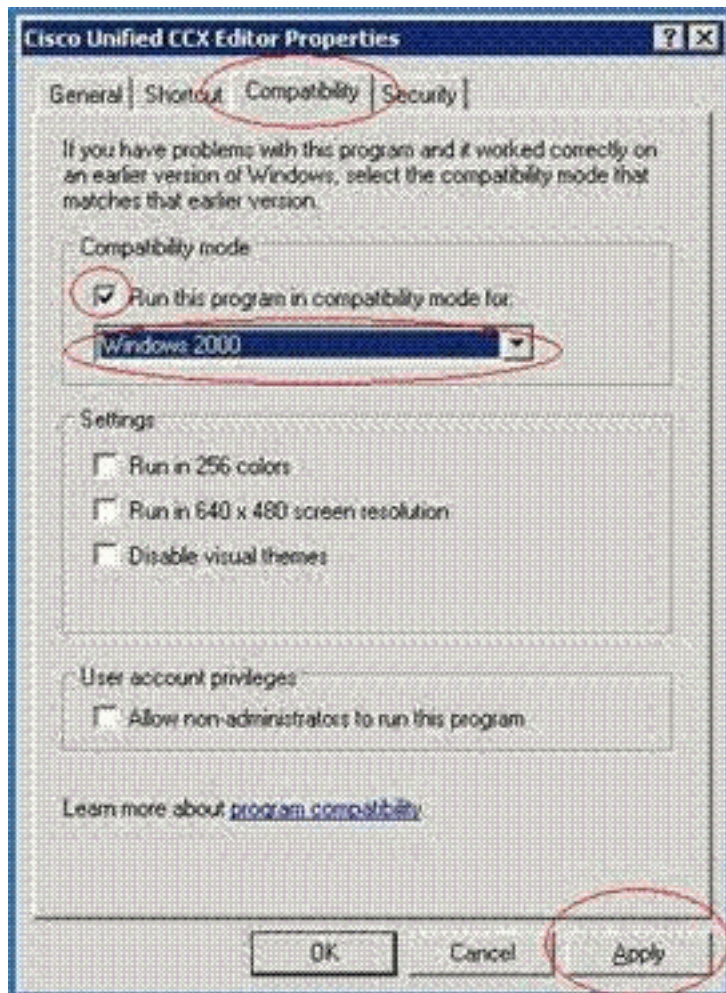 Cisco Unified CCX Editor Properties
General
Shortcut
Compatibility
Security
If you have problems with this program and it worked correctly on
an earlier version of Windows, select the compatibility mode that
matches that earlier version.
Compatibility mode
Run this program in compatibility mode for:
Windows 2000
Settings
Run in 256 colors
Run in 640 x 480 screen resolution
Disable visual themes
User account privileges
Allow non-administrators to run this program
Learn more about program compatibility.
OK
Cancel
Apply